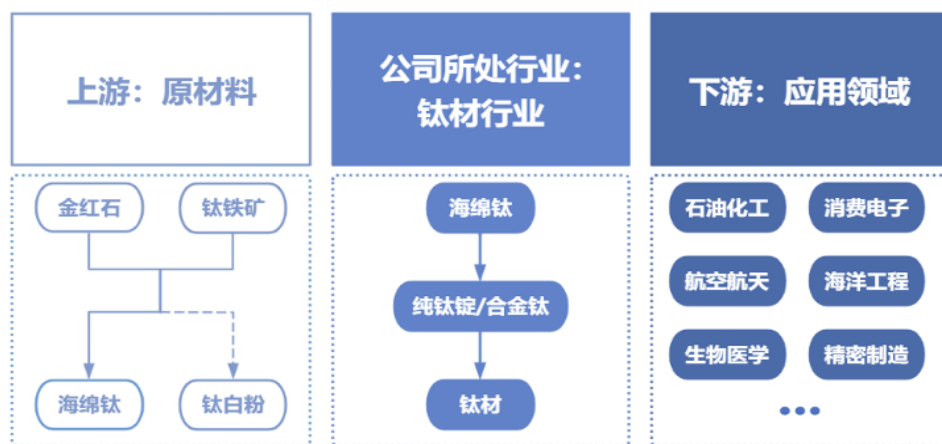 上游：原材料
公司所处行业：
钛材行业
下游：应用领域
金红石
钛铁矿
海绵钛
钛白粉
海绵钛
纯钛锭/合金钛
钛材
石油化工
消费电子
航空航天
海洋工程
生物医学
精密制造
•••